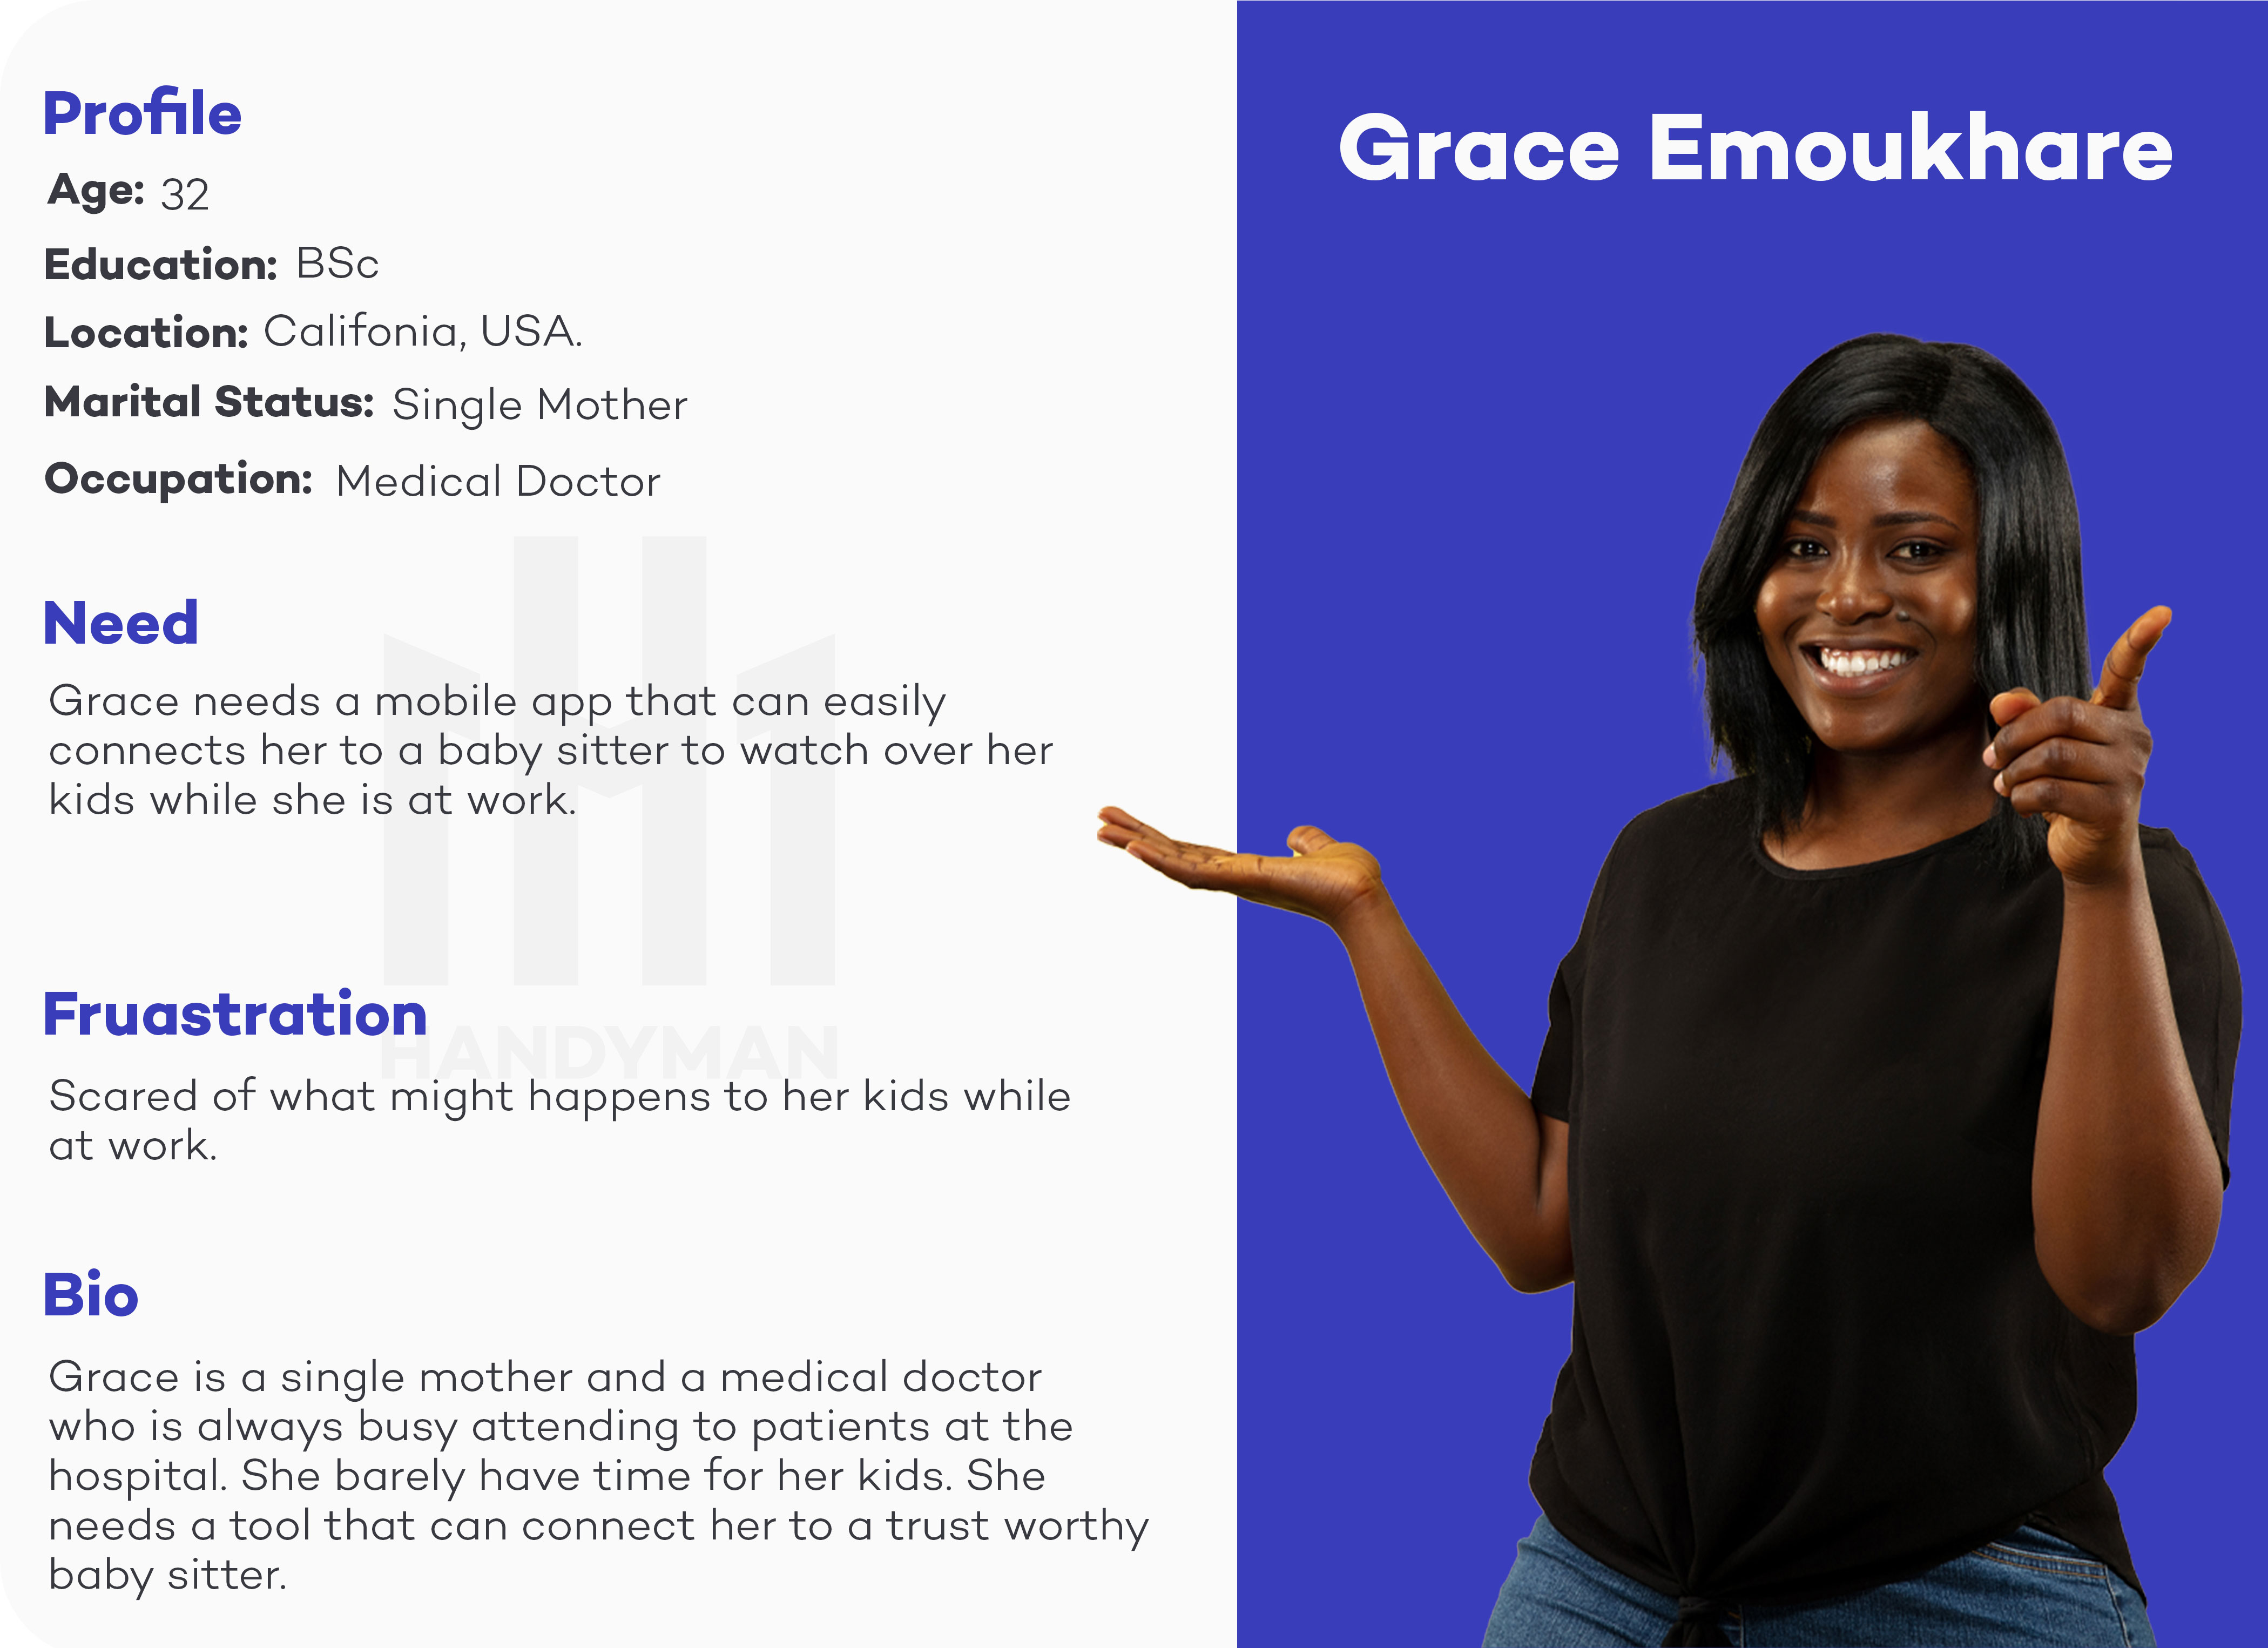 Profile
Age: 32
Education: BSc
Location: Califonia, USA.
Marital Status: Single Mother
Occupation: Medical Doctor
Need
Grace needs a mobile app that can easily
connects her to a baby sitter to watch over her
kids while she is at work.
Fruastration
HANDYMAN
Scared of what might happens to her kids while
at work.
Bio
Grace is a single mother and a medical doctor
who is always busy attending to patients at the
hospital. She barely have time for her kids. She
needs a tool that can connect her to a trust worthy
baby sitter.
Grace Emoukhare